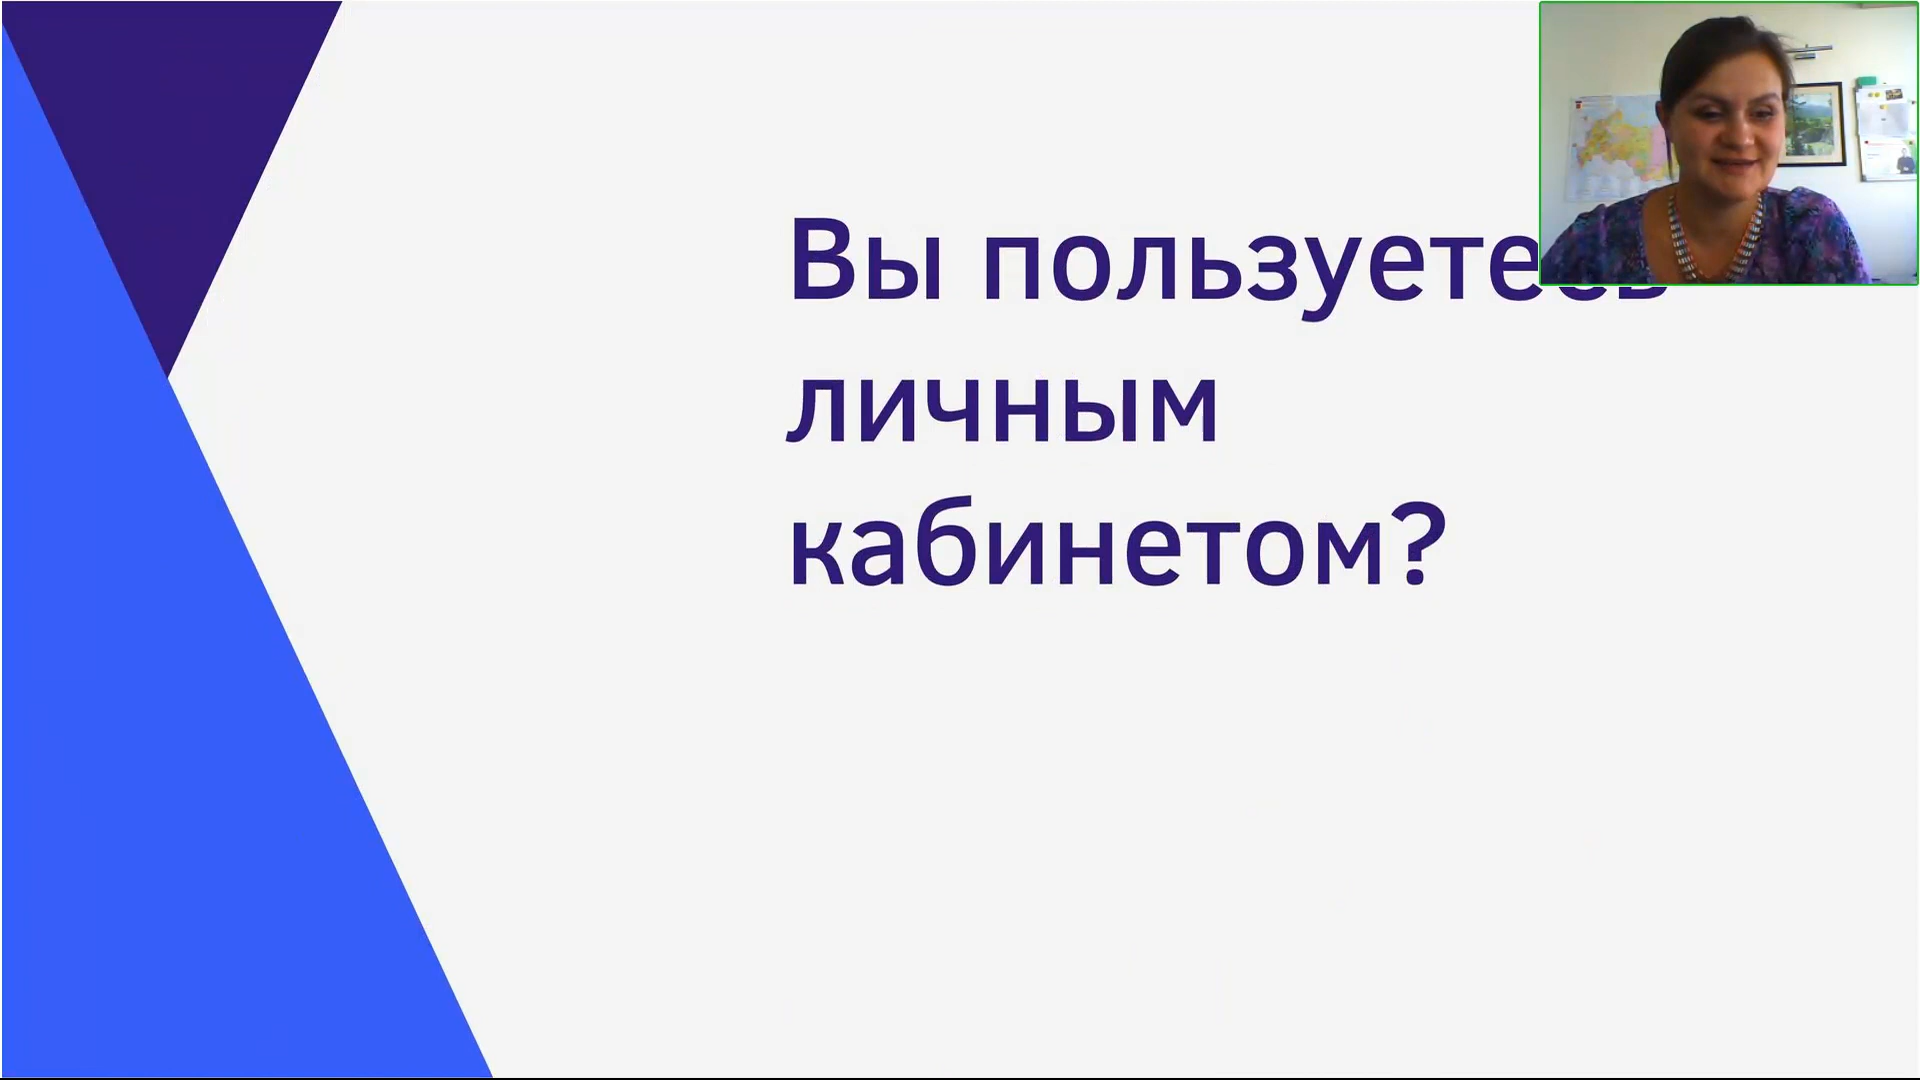 Вы пользуетесь
личным
кабинетом?